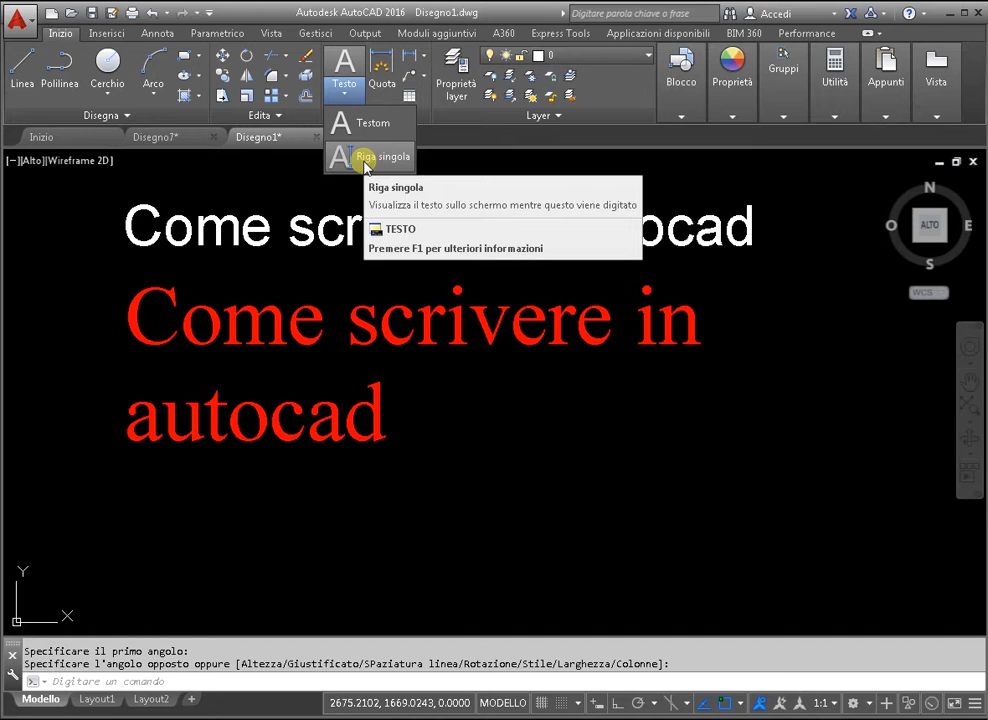 Autodesk AutoCAD 2016 Disegno1.dwg
Digitare parola chiave o frase
Accedi
Inizio Inserisci Annota Parametrico Vista Gestisci Output Moduli aggiuntivi A360 Express Tools Applicazioni disponibili BIM 360 Performance
0
Linea Polilinea Cerchio Arco Testo Quota Proprietà layer Blocco Proprietà Gruppi Utilità Appunti Vista
Disegna Edita Layer
Testom
Riga singola
Inizio Disegno7* Disegno1*
[−][Alto][Wireframe 2D]
Riga singola
Visualizza il testo sullo schermo mentre questo viene digitato
TESTO
Premere F1 per ulteriori informazioni
Come scr
ocad
Come scrivere in
autocad
N
O ALTO E
S
WCS
Y
X
Specificare il primo angolo:
Specificare l'angolo opposto oppure [Altezza/Giustificato/SPaziatura linea/Rotazione/Stile/Larghezza/Colonne]:
Digitare un comando
Modello Layout1 Layout2 +
2675.2102, 1669.0243, 0.0000 MODELLO 1:1